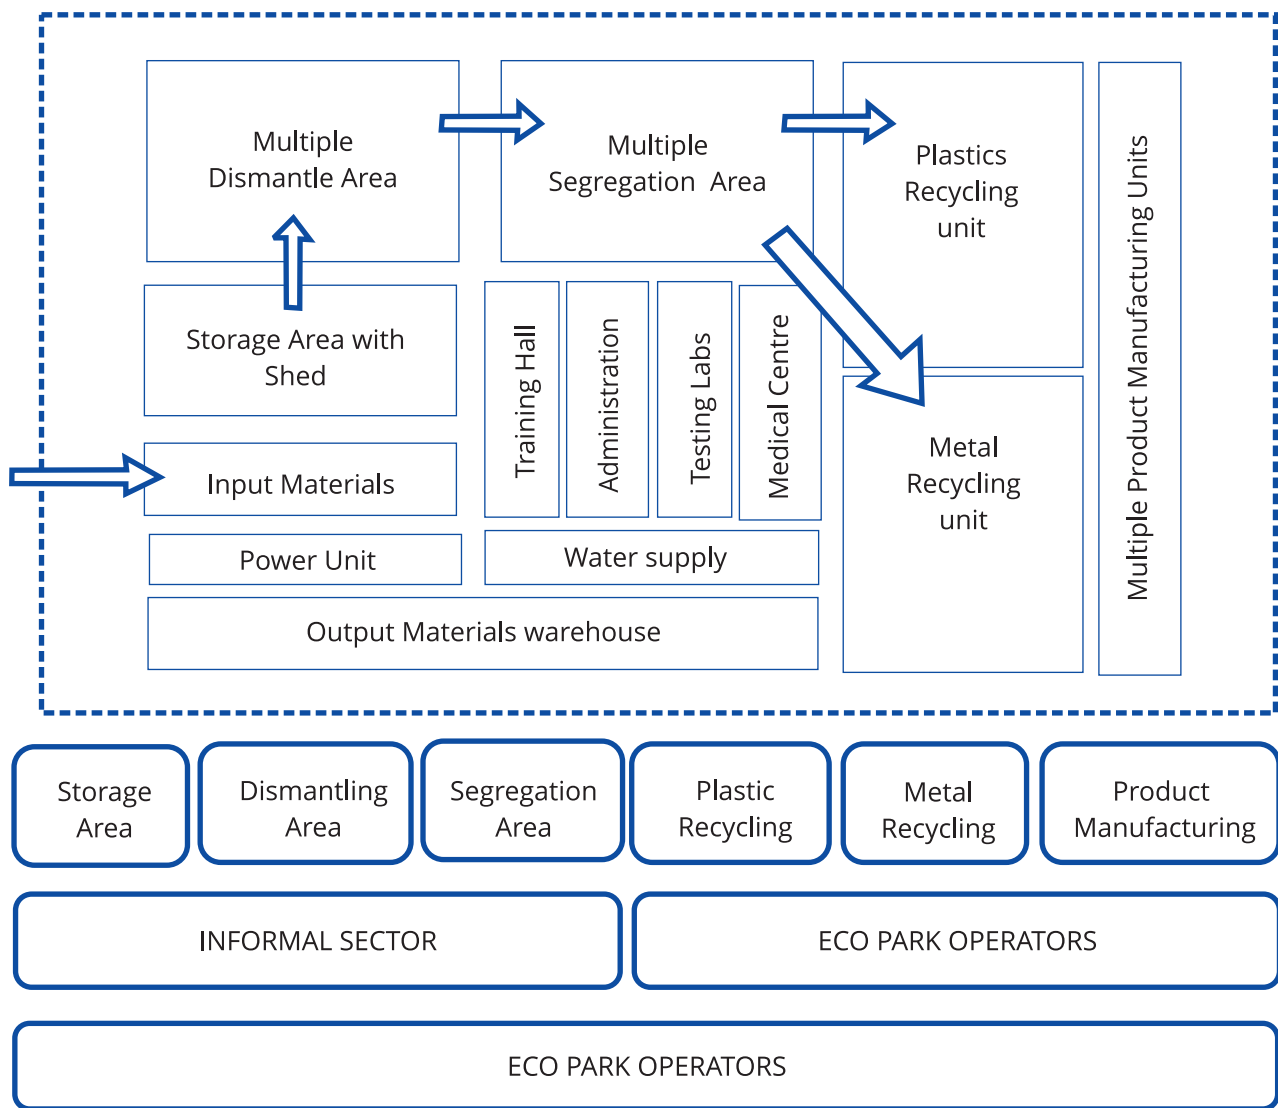 Multiple
Dismantle Area
Multiple
Segregation Area
Plastics
Recycling
unit
Multiple Product Manufacturing Units
Storage Area with
Shed
Training Hall
Administration
Testing Labs
Medical Centre
Metal
Recycling
unit
Input Materials
Power Unit
Water supply
Output Materials warehouse
Storage
Area
Dismantling
Area
Segregation
Area
Plastic
Recycling
Metal
Recycling
Product
Manufacturing
INFORMAL SECTOR
ECO PARK OPERATORS
ECO PARK OPERATORS